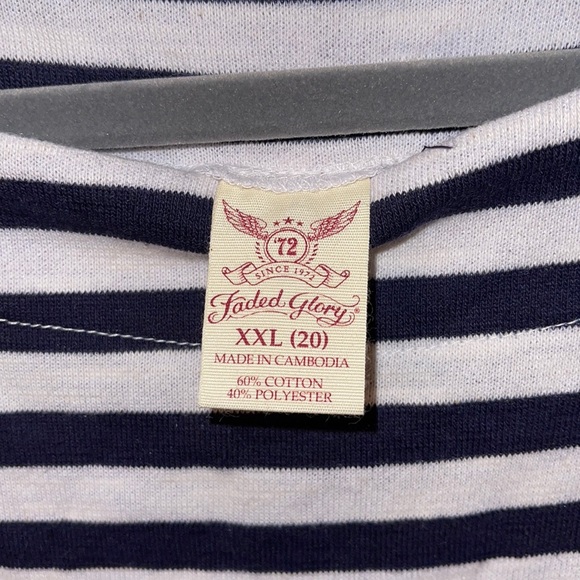 '72
SINCE 1972
Faded Glory®
XXL (20)
MADE IN CAMBODIA
60% COTTON
40% POLYESTER